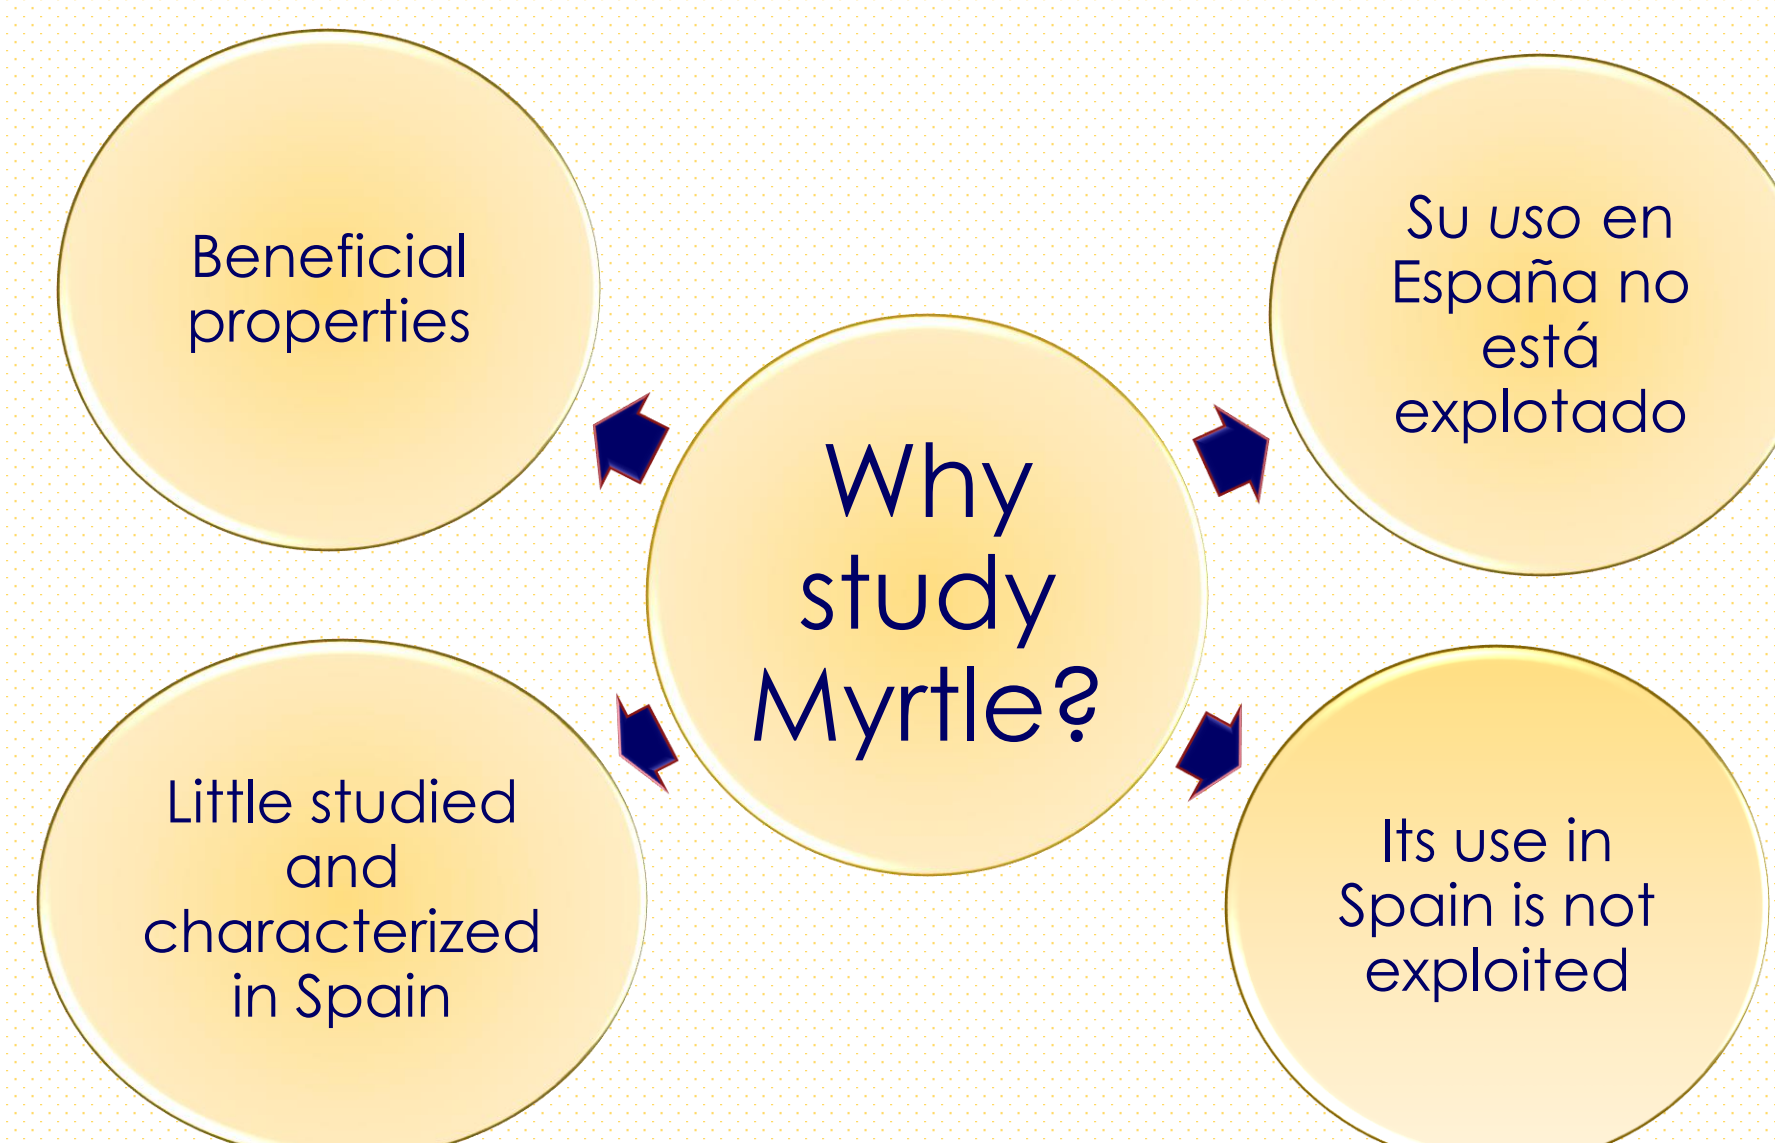 Beneficial
properties
Su uso en
España no
está
explotado
Why
study
Myrtle?
Little studied
and
characterized
in Spain
Its use in
Spain is not
exploited